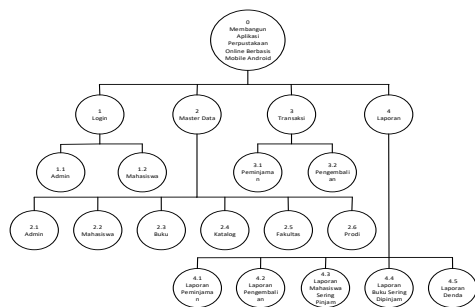 0
Membangun
Aplikasi
Perpustakaan
Online Berbasis
Mobile Android
1
Login
2
Master Data
3
Transaksi
4
Laporan
1.1
Admin
1.2
Mahasiswa
3.1
Peminjama
n
3.2
Pengembali
an
2.1
Admin
2.2
Mahasiswa
2.3
Buku
2.4
Katalog
2.5
Fakultas
2.6
Prodi
4.1
Laporan
Peminjama
n
4.2
Laporan
Pengembali
an
4.3
Laporan
Mahasiswa
Sering
Pinjam
4.4
Laporan
Buku Sering
Dipinjam
4.5
Laporan
Denda